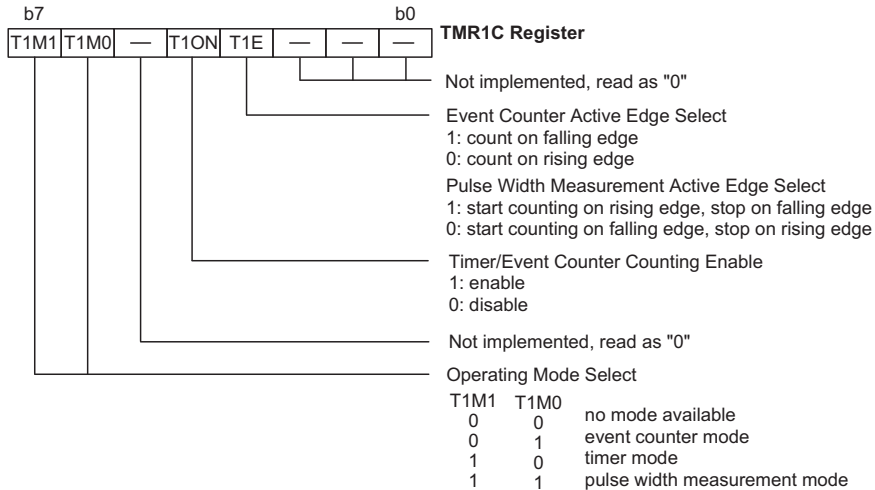 b7 b0
TMR1C Register
T1M1 T1M0 — T1ON T1E — — —
Not implemented, read as "0"
Event Counter Active Edge Select
1: count on falling edge
0: count on rising edge
Pulse Width Measurement Active Edge Select
1: start counting on rising edge, stop on falling edge
0: start counting on falling edge, stop on rising edge
Timer/Event Counter Counting Enable
1: enable
0: disable
Not implemented, read as "0"
Operating Mode Select
T1M1 T1M0
0 0 no mode available
0 1 event counter mode
1 0 timer mode
1 1 pulse width measurement mode